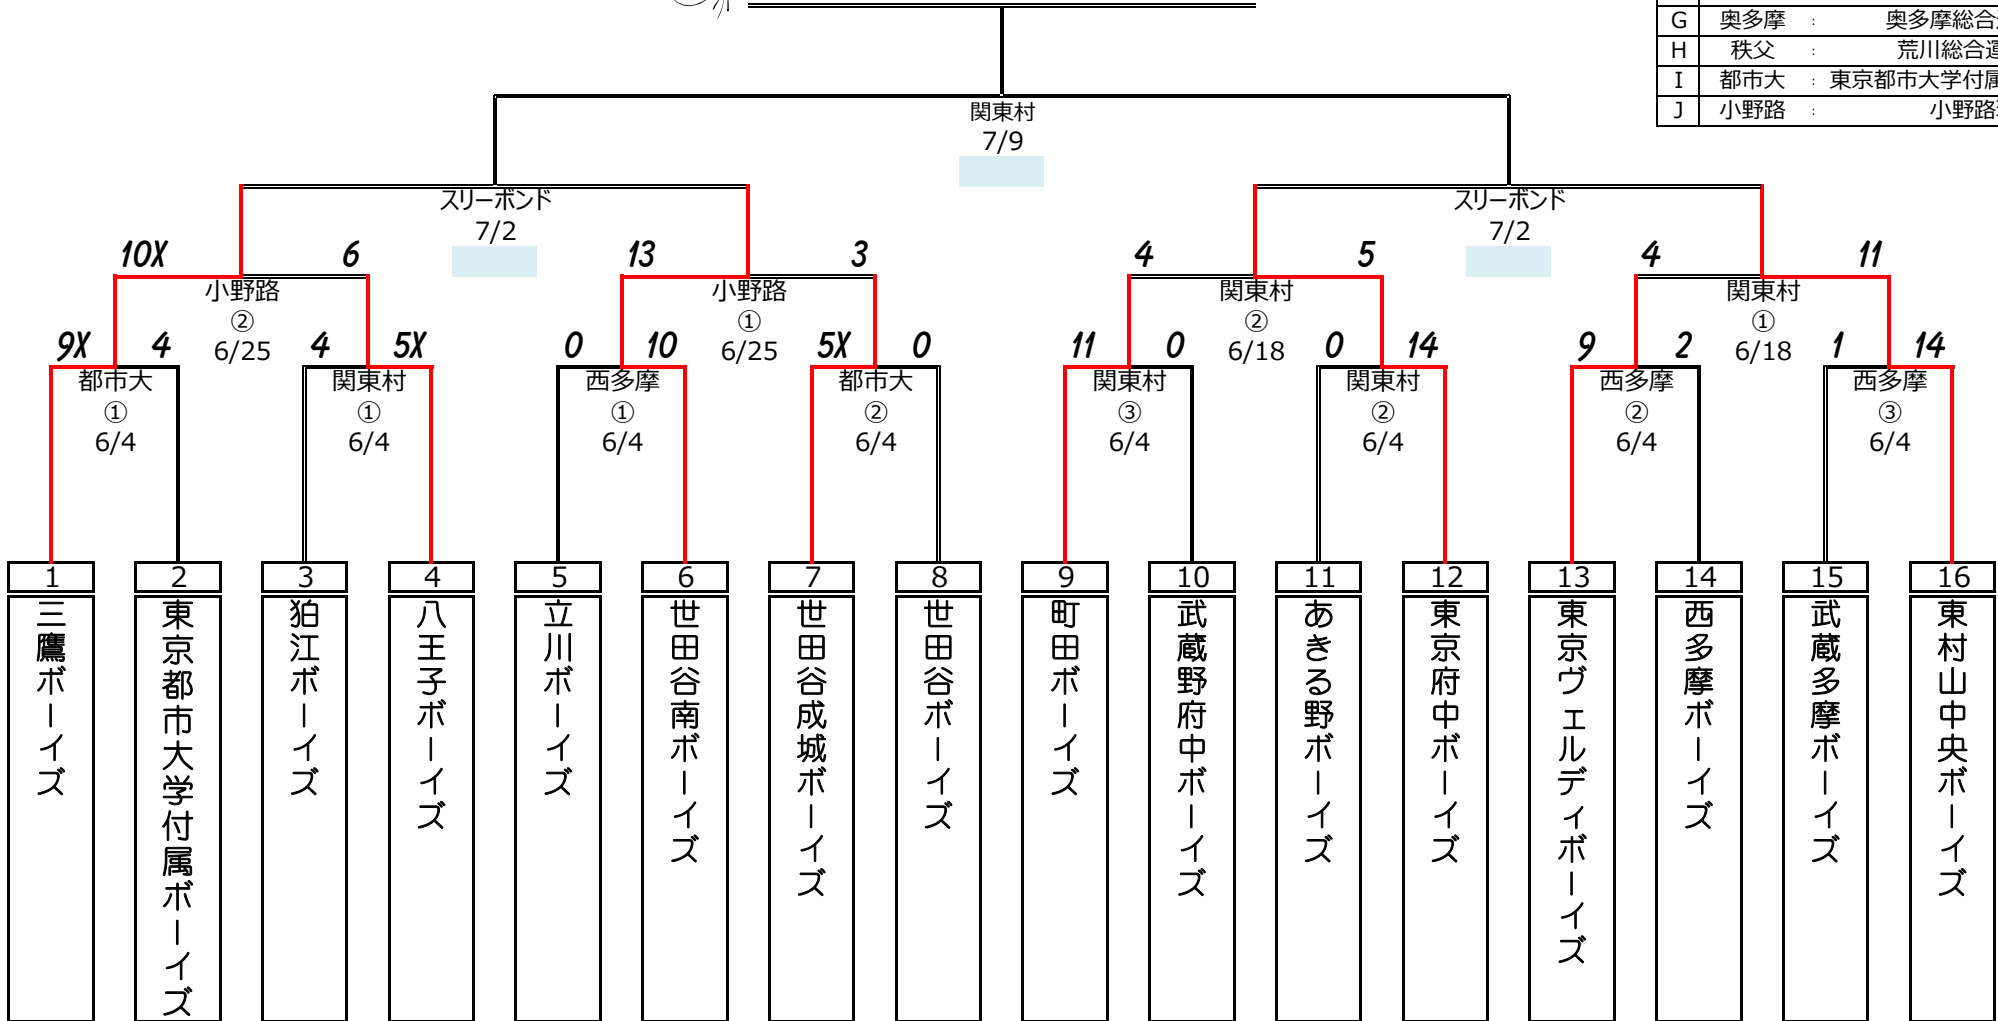 G 奥多摩 : 奥多摩総合
H 秩父 : 荒川総合運
I 都市大 : 東京都市大学付属
J 小野路 : 小野路
関東村
7/9
スリーボンド
7/2
スリーボンド
7/2
10X 6 13 3 4 5 4 11
小野路
②
6/25
小野路
①
6/25
関東村
②
6/18
関東村
①
6/18
9X 4 4 5X 0 10 5X 0 11 0 0 14 9 2 1 14
都市大
①
6/4
関東村
①
6/4
西多摩
①
6/4
都市大
②
6/4
関東村
③
6/4
関東村
②
6/4
西多摩
②
6/4
西多摩
③
6/4
1 2 3 4 5 6 7 8 9 10 11 12 13 14 15 16
三鷹ボーイズ
東京都市大学付属ボーイズ
狛江ボーイズ
八王子ボーイズ
立川ボーイズ
世田谷南ボーイズ
世田谷成城ボーイズ
世田谷ボーイズ
町田ボーイズ
武蔵野府中ボーイズ
あきる野ボーイズ
東京府中ボーイズ
東京ヴェルディボーイズ
西多摩ボーイズ
武蔵多摩ボーイズ
東村山中央ボーイズ